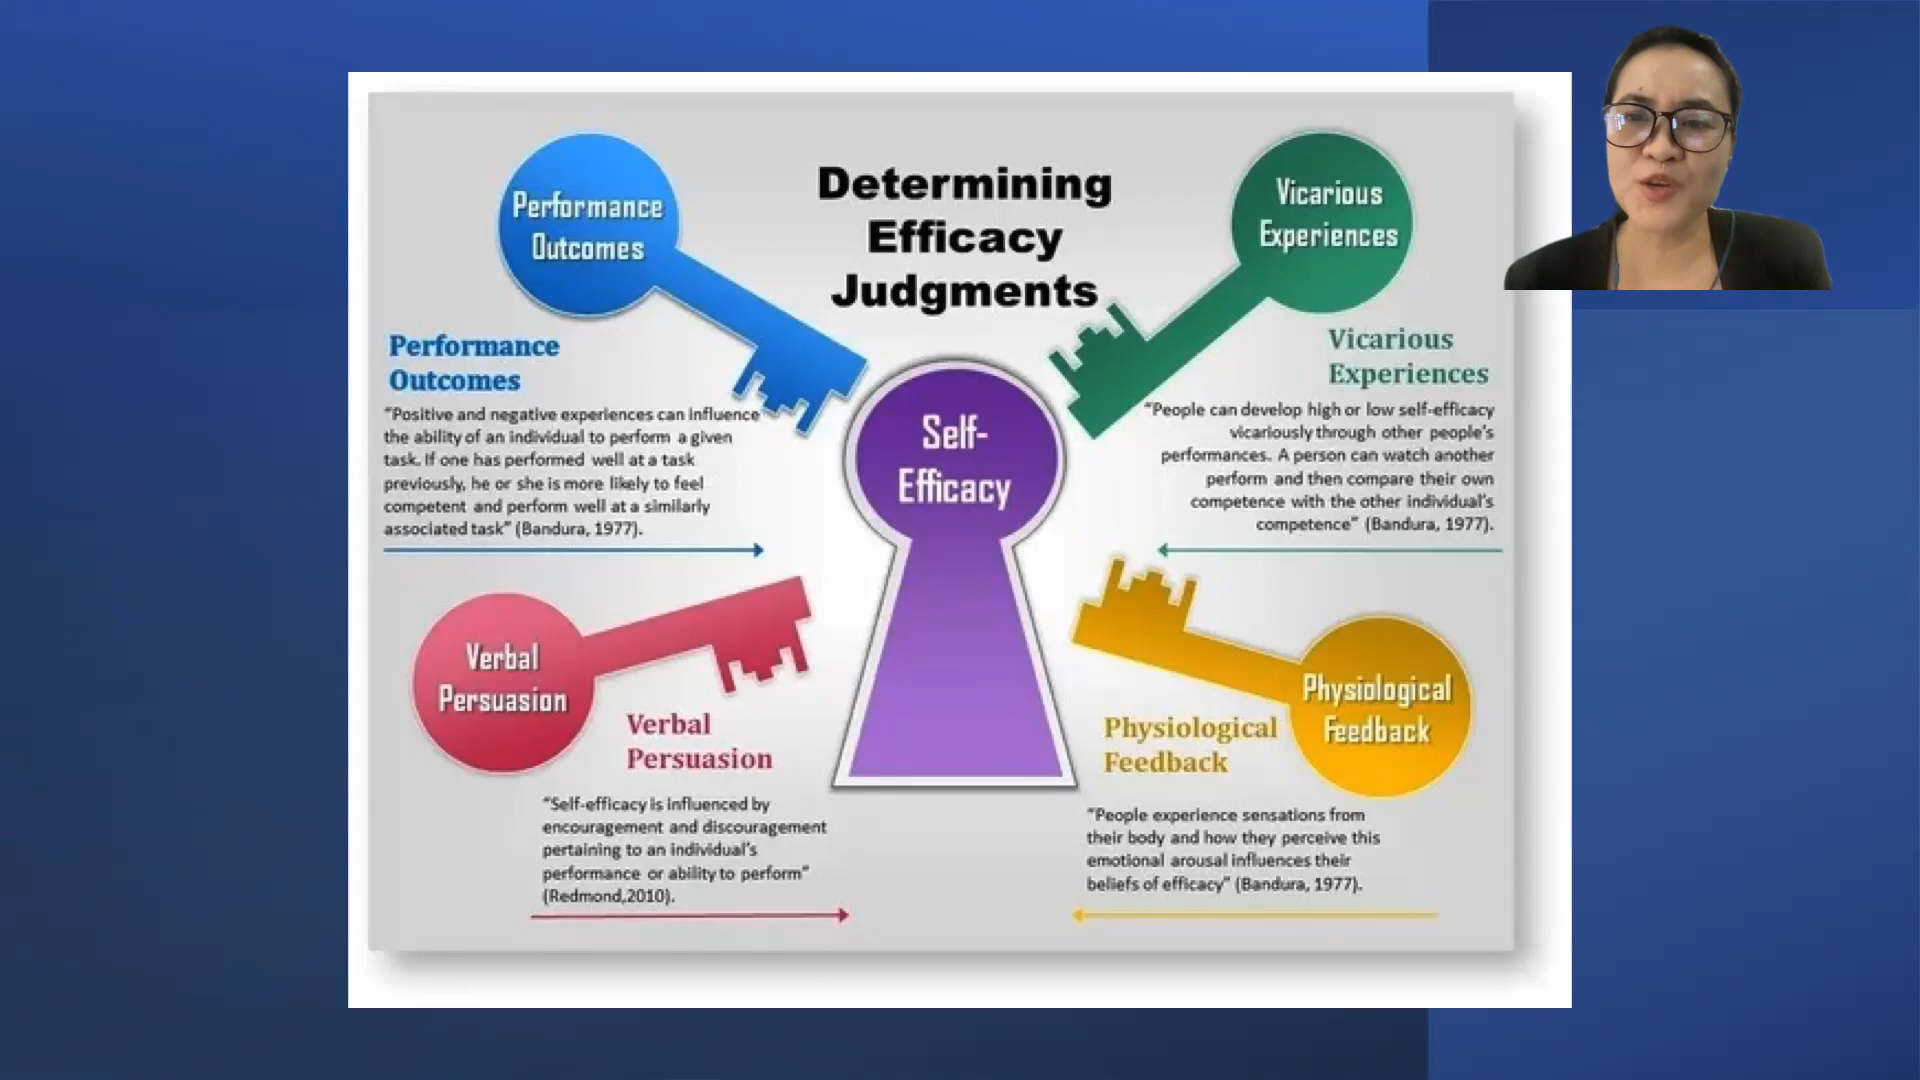 Determining
Efficacy
Judgments
Performance
Outcomes
Vicarious
Experiences
Performance
Outcomes
"Positive and negative experiences can influence
the ability of an individual to perform a given
task. If one has performed well at a task
previously, he or she is more likely to feel
competent and perform well at a similarly
associated task" (Bandura, 1977).
Self-
Efficacy
Vicarious
Experiences
"People can develop high or low self-efficacy
vicariously through other people's
performances. A person can watch another
perform and then compare their own
competence with the other individual's
competence" (Bandura, 1977).
Verbal
Persuasion
Verbal
Persuasion
"Self-efficacy is influenced by
encouragement and discouragement
pertaining to an individual's
performance or ability to perform"
(Redmond,2010).
Physiological
Feedback
Physiological
Feedback
"People experience sensations from
their body and how they perceive this
emotional arousal influences their
beliefs of efficacy" (Bandura, 1977).